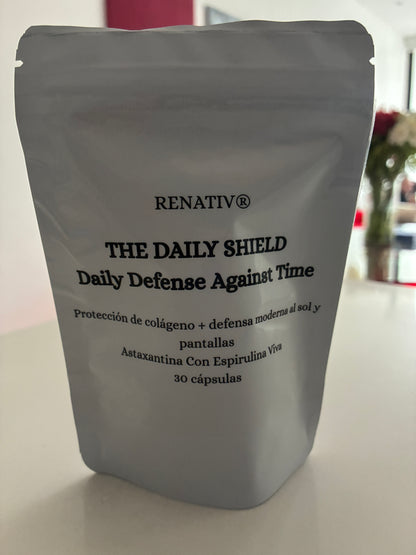 RENATIV®
THE DAILY SHIELD
Daily Defense Against Time
Protección de colágeno + defensa moderna al sol y
pantallas
Astaxantina Con Espirulina Viva
30 cápsulas